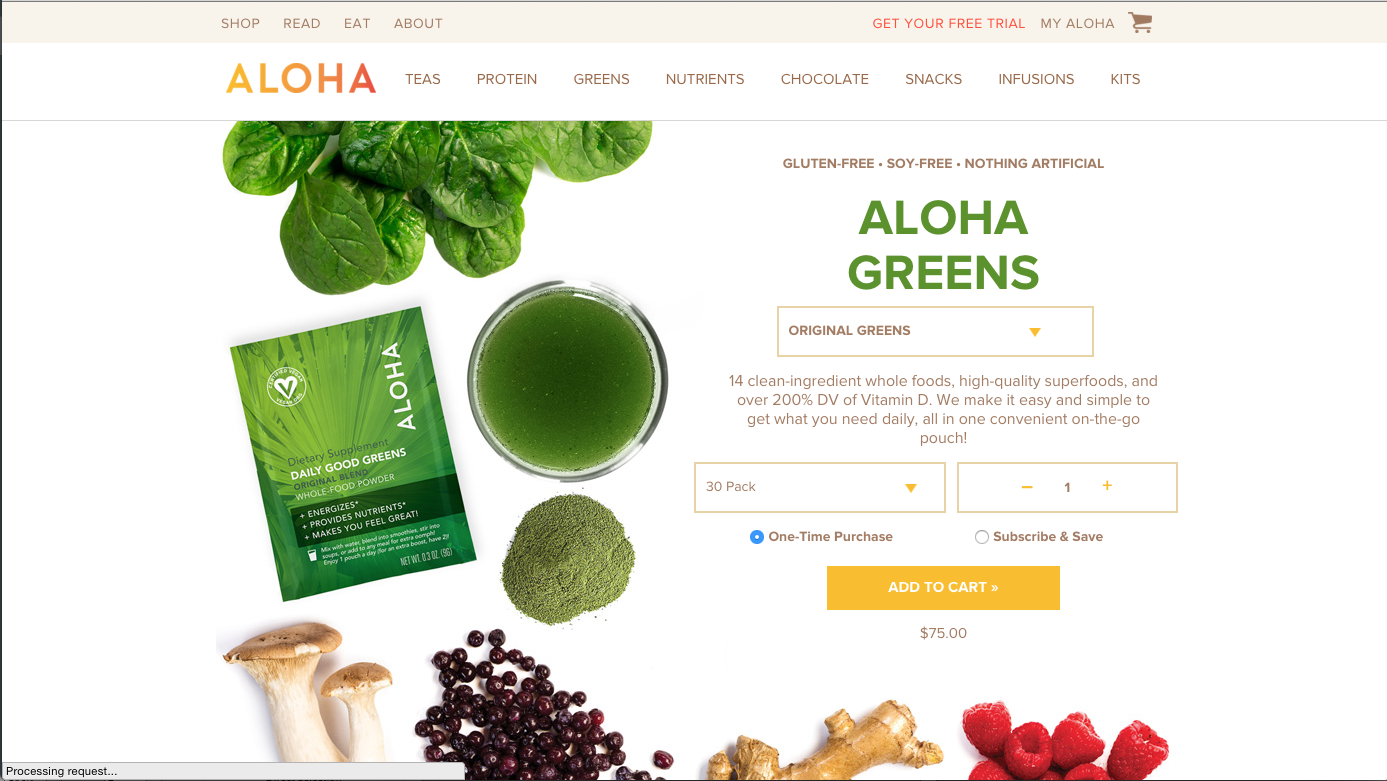 SHOP READ EAT ABOUT GET YOUR FREE TRIAL MY ALOHA
ALOHA TEAS PROTEIN GREENS NUTRIENTS CHOCOLATE SNACKS INFUSIONS KITS
GLUTEN-FREE • SOY-FREE • NOTHING ARTIFICIAL
ALOHA
GREENS
ORIGINAL GREENS
14 clean-ingredient whole foods, high-quality superfoods, and
over 200% DV of Vitamin D. We make it easy and simple to
get what you need daily, all in one convenient on-the-go
pouch!
30 Pack
– 1 +
One-Time Purchase Subscribe & Save
ADD TO CART »
$75.00
CERTIFIED VEGAN
VEGAN.ORG
ALOHA
Dietary Supplement
DAILY GOOD GREENS
ORIGINAL BLEND
WHOLE-FOOD POWDER
+ ENERGIZES*
+ PROVIDES NUTRIENTS*
+ MAKES YOU FEEL GREAT!
Mix with water, blend into smoothies, stir into
soups, or add to any meal for extra oomph!
Enjoy 1 pouch a day (for an extra boost, have 2)!
NET WT. 0.3 OZ. (9G)
Processing request...